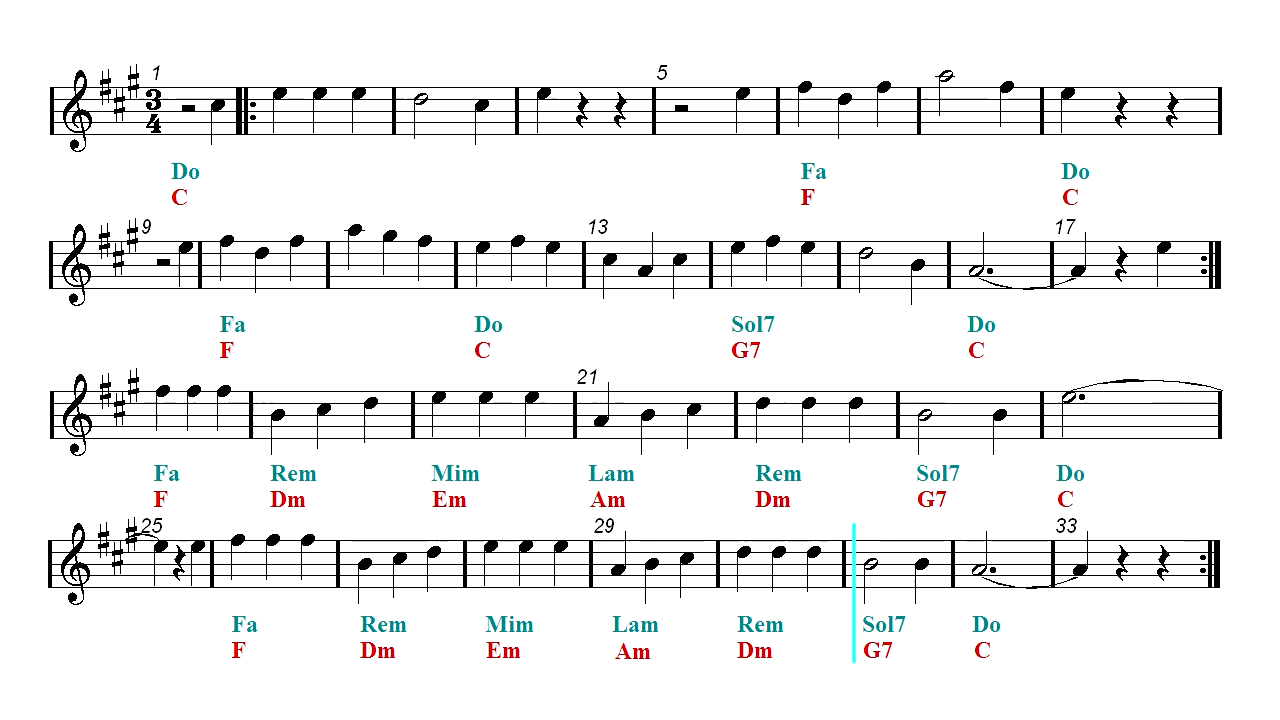 1 5
3
4
Do Fa Do
C F C
9 13 17
Fa Do Sol7 Do
F C G7 C
21
Fa Rem Mim Lam Rem Sol7 Do
F Dm Em Am Dm G7 C
25 29 33
Fa Rem Mim Lam Rem Sol7 Do
F Dm Em Am Dm G7 C